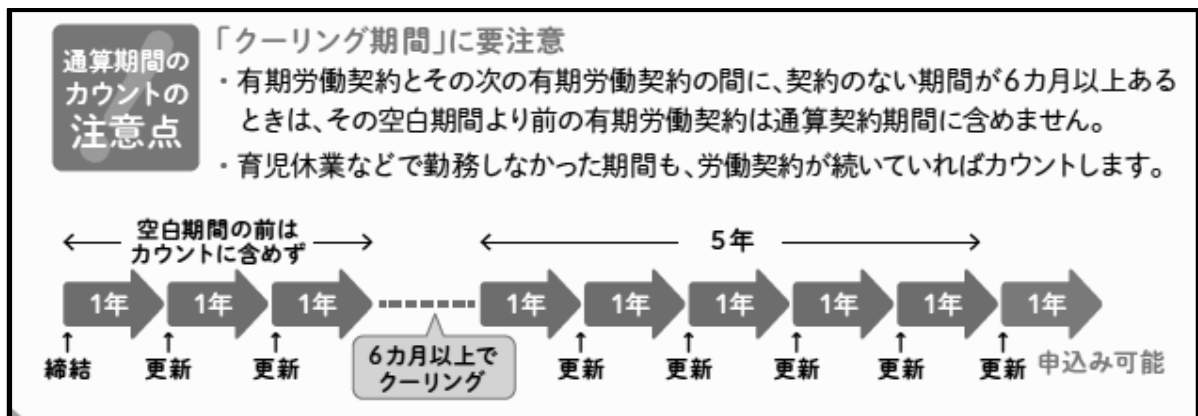 通算期間の
カウントの
注意点
「クーリング期間」に要注意
・有期労働契約とその次の有期労働契約の間に、契約のない期間が6カ月以上ある
ときは、その空白期間より前の有期労働契約は通算契約期間に含めません。
・育児休業などで勤務しなかった期間も、労働契約が続いていればカウントします。
空白期間の前は
カウントに含めず
5年
1年 1年 1年 1年 1年 1年 1年 1年 1年
締結 更新 更新
6カ月以上で
クーリング
更新 更新 更新 更新 更新 申込み可能